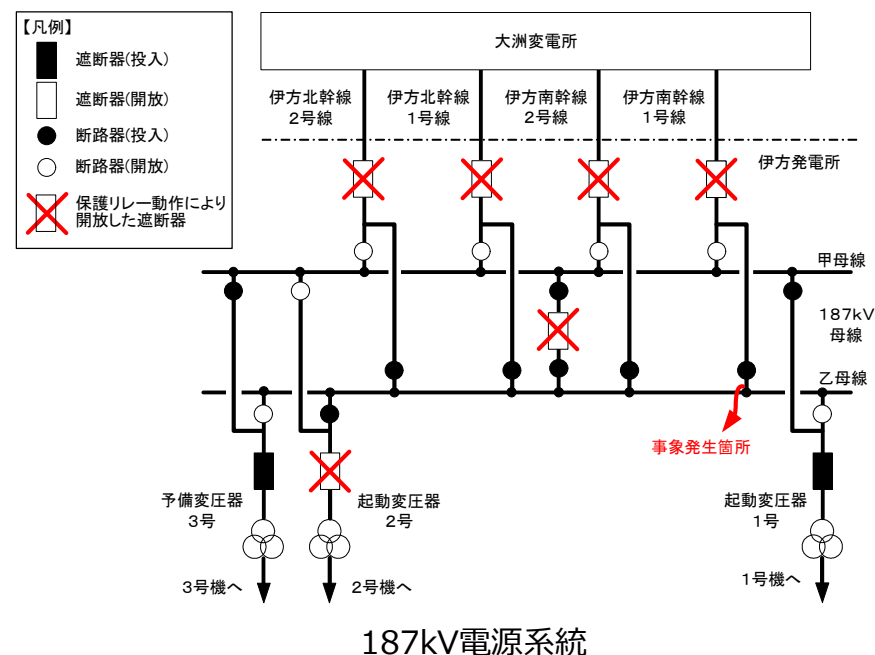 【凡例】
遮断器(投入)
遮断器(開放)
断路器(投入)
断路器(開放)
保護リレー動作により
開放した遮断器
大洲変電所
伊方北幹線
2号線
伊方北幹線
1号線
伊方南幹線
2号線
伊方南幹線
1号線
伊方発電所
甲母線
187kV
母線
乙母線
事象発生箇所
予備変圧器
3号
起動変圧器
2号
起動変圧器
1号
3号機へ
2号機へ
1号機へ
187kV電源系統